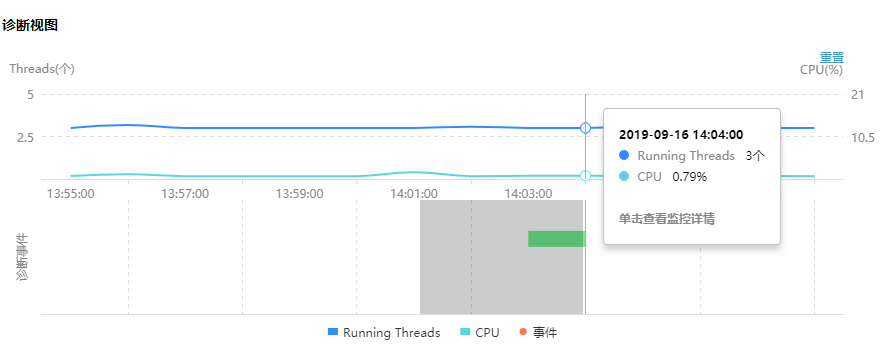 诊断视图
重置
Threads(个)
CPU(%)
5
21
2.5
10.5
2019-09-16 14:04:00
Running Threads 3个
CPU 0.79%
单击查看监控详情
13:55:00 13:57:00 13:59:00 14:01:00 14:03:00
诊断事件
Running Threads CPU 事件